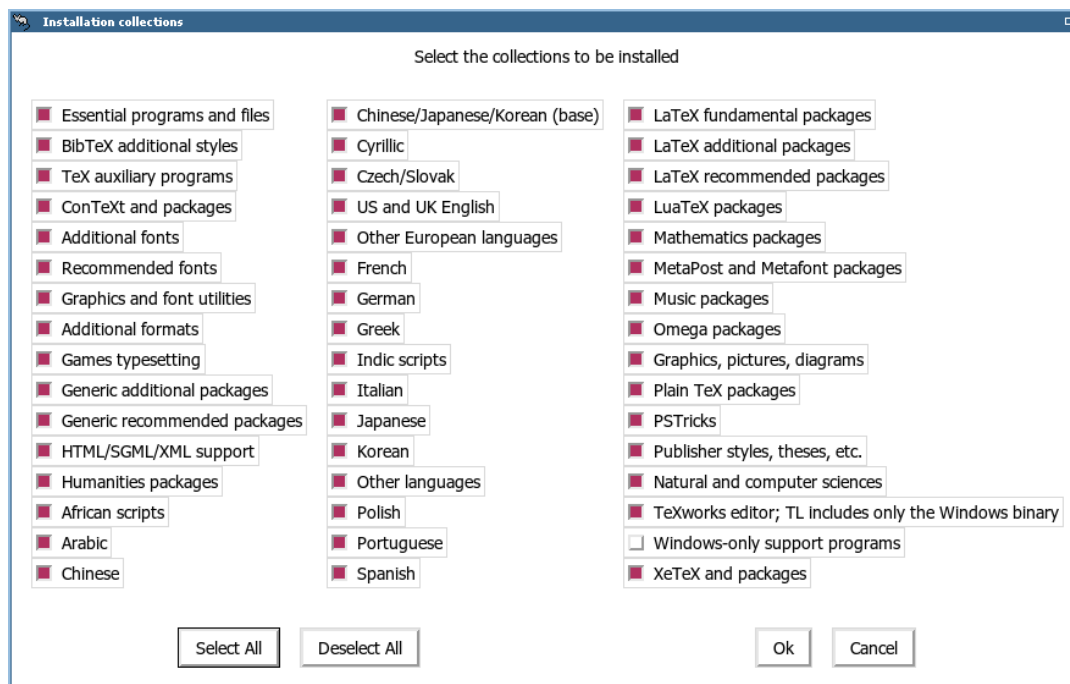 Installation collections
Select the collections to be installed
Essential programs and files
BibTeX additional styles
TeX auxiliary programs
ConTeXt and packages
Additional fonts
Recommended fonts
Graphics and font utilities
Additional formats
Games typesetting
Generic additional packages
Generic recommended packages
HTML/SGML/XML support
Humanities packages
African scripts
Arabic
Chinese
Chinese/Japanese/Korean (base)
Cyrillic
Czech/Slovak
US and UK English
Other European languages
French
German
Greek
Indic scripts
Italian
Japanese
Korean
Other languages
Polish
Portuguese
Spanish
LaTeX fundamental packages
LaTeX additional packages
LaTeX recommended packages
LuaTeX packages
Mathematics packages
MetaPost and Metafont packages
Music packages
Omega packages
Graphics, pictures, diagrams
Plain TeX packages
PSTricks
Publisher styles, theses, etc.
Natural and computer sciences
TeXworks editor; TL includes only the Windows binary
Windows-only support programs
XeTeX and packages
Select All
Deselect All
Ok
Cancel